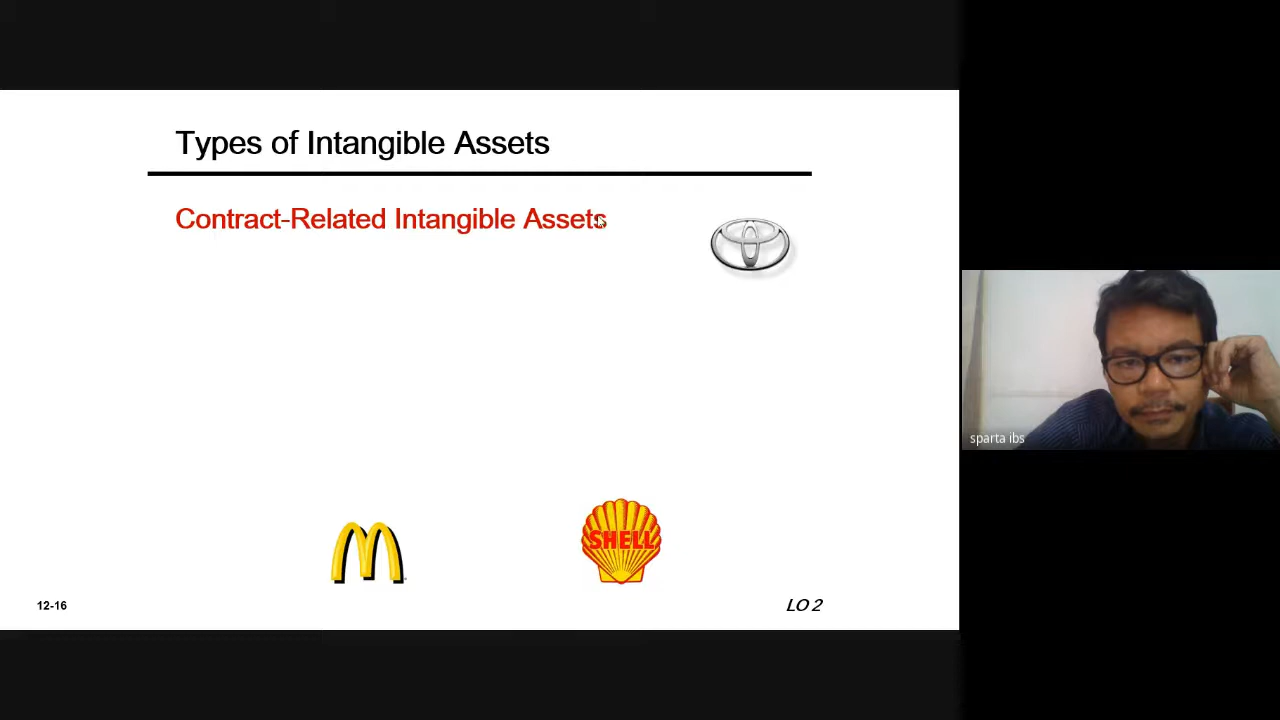 Types of Intangible Assets
Contract-Related Intangible Assets
SHELL
12-16
LO 2
sparta ibs